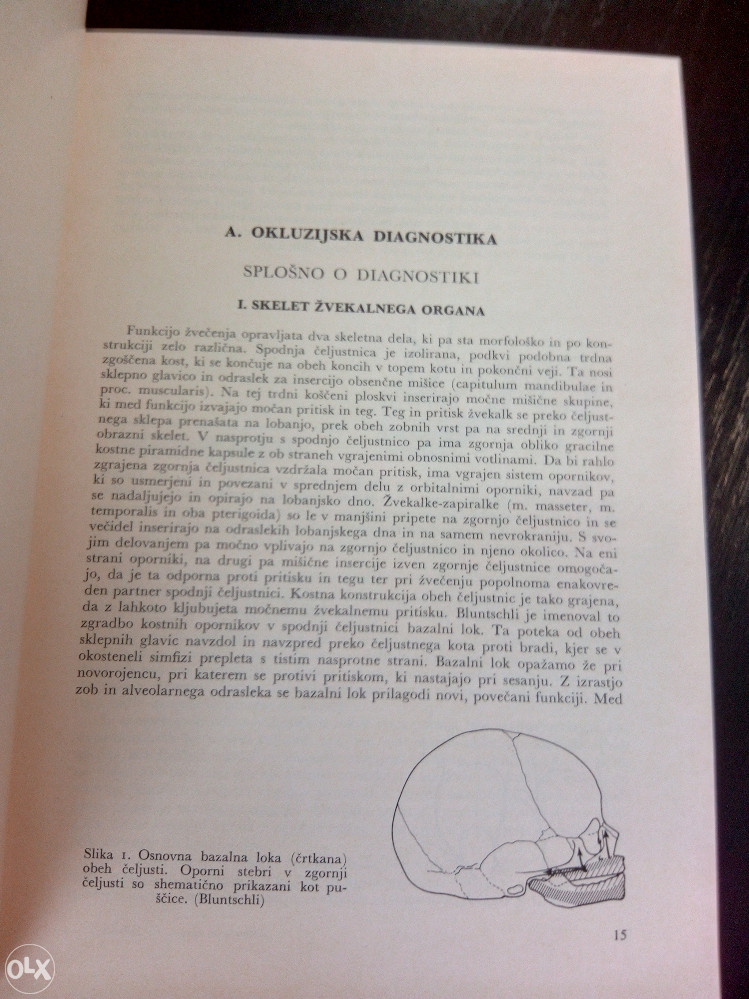 A. OKLUZIJSKA DIAGNOSTIKA
SPLOŠNO O DIAGNOSTIKI
I. SKELET ŽVEKALNEGA ORGANA
Funkcijo žvečenja opravljata dva skeletna dela, ki pa sta morfološko in po kon-
strukciji zelo različna. Spodnja čeljustnica je izolirana, podkvi podobna trdna
zgoščena kost, ki se končuje na obeh koncih v topem kotu in pokončni veji. Ta nosi
sklepno glavico in odraslek za insercijo obsenčne mišice (capitulum mandibulae in
proc. muscularis). Na tej trdni koščeni ploskvi inserirajo močne mišične skupine,
ki med funkcijo izvajajo močan pritisk in teg. Teg in pritisk žvekalk se preko čeljust-
nega sklepa prenašata na lobanjo, prek obeh zobnih vrst pa na srednji in zgornji
obrazni skelet. V nasprotju s spodnjo čeljustnico pa ima zgornja obliko gracilne
kostne piramidne kapsule z ob straneh vgrajenimi obnosnimi votlinami. Da bi rahlo
zgrajena zgornja čeljustnica vzdržala močan pritisk, ima vgrajen sistem opornikov,
ki so usmerjeni in povezani v sprednjem delu z orbitalnimi oporniki, navzad pa
se nadaljujejo in opirajo na lobanjsko dno. Žvekalke-zapiralke (m. masseter, m.
temporalis in oba pterigoida) so le v manjšini pripete na zgornjo čeljustnico in se
večidel inserirajo na odraslekih lobanjskega dna in na samem nevrokraniju. S svo-
jim delovanjem pa močno vplivajo na zgornjo čeljustnico in njeno okolico. Na eni
strani oporniki, na drugi pa mišične insercije izven zgornje čeljustnice omogoča-
jo, da je ta odporna proti pritisku in tegu ter pri žvečenju popolnoma enakovre-
den partner spodnji čeljustnici. Kostna konstrukcija obeh čeljustnic je tako grajena,
da z lahkoto kljubujeta močnemu žvekalnemu pritisku. Bluntschli je imenoval to
zgradbo kostnih opornikov v spodnji čeljustnici bazalni lok. Ta poteka od obeh
sklepnih glavic navzdol in navzpred preko čeljustnega kota proti bradi, kjer se v
okosteneli simfizi prepleta s tistim nasprotne strani. Bazalni lok opažamo že pri
novorojencu, pri katerem se protivi pritiskom, ki nastajajo pri sesanju. Z izrastjo
zob in alveolarnega odrasleka se bazalni lok prilagodi novi, povečani funkciji. Med
Slika 1. Osnovna bazalna loka (črtkana)
obeh čeljusti. Oporni stebri v zgornji
čeljusti so shematično prikazani kot pu-
ščice. (Bluntschli)
15
OLX